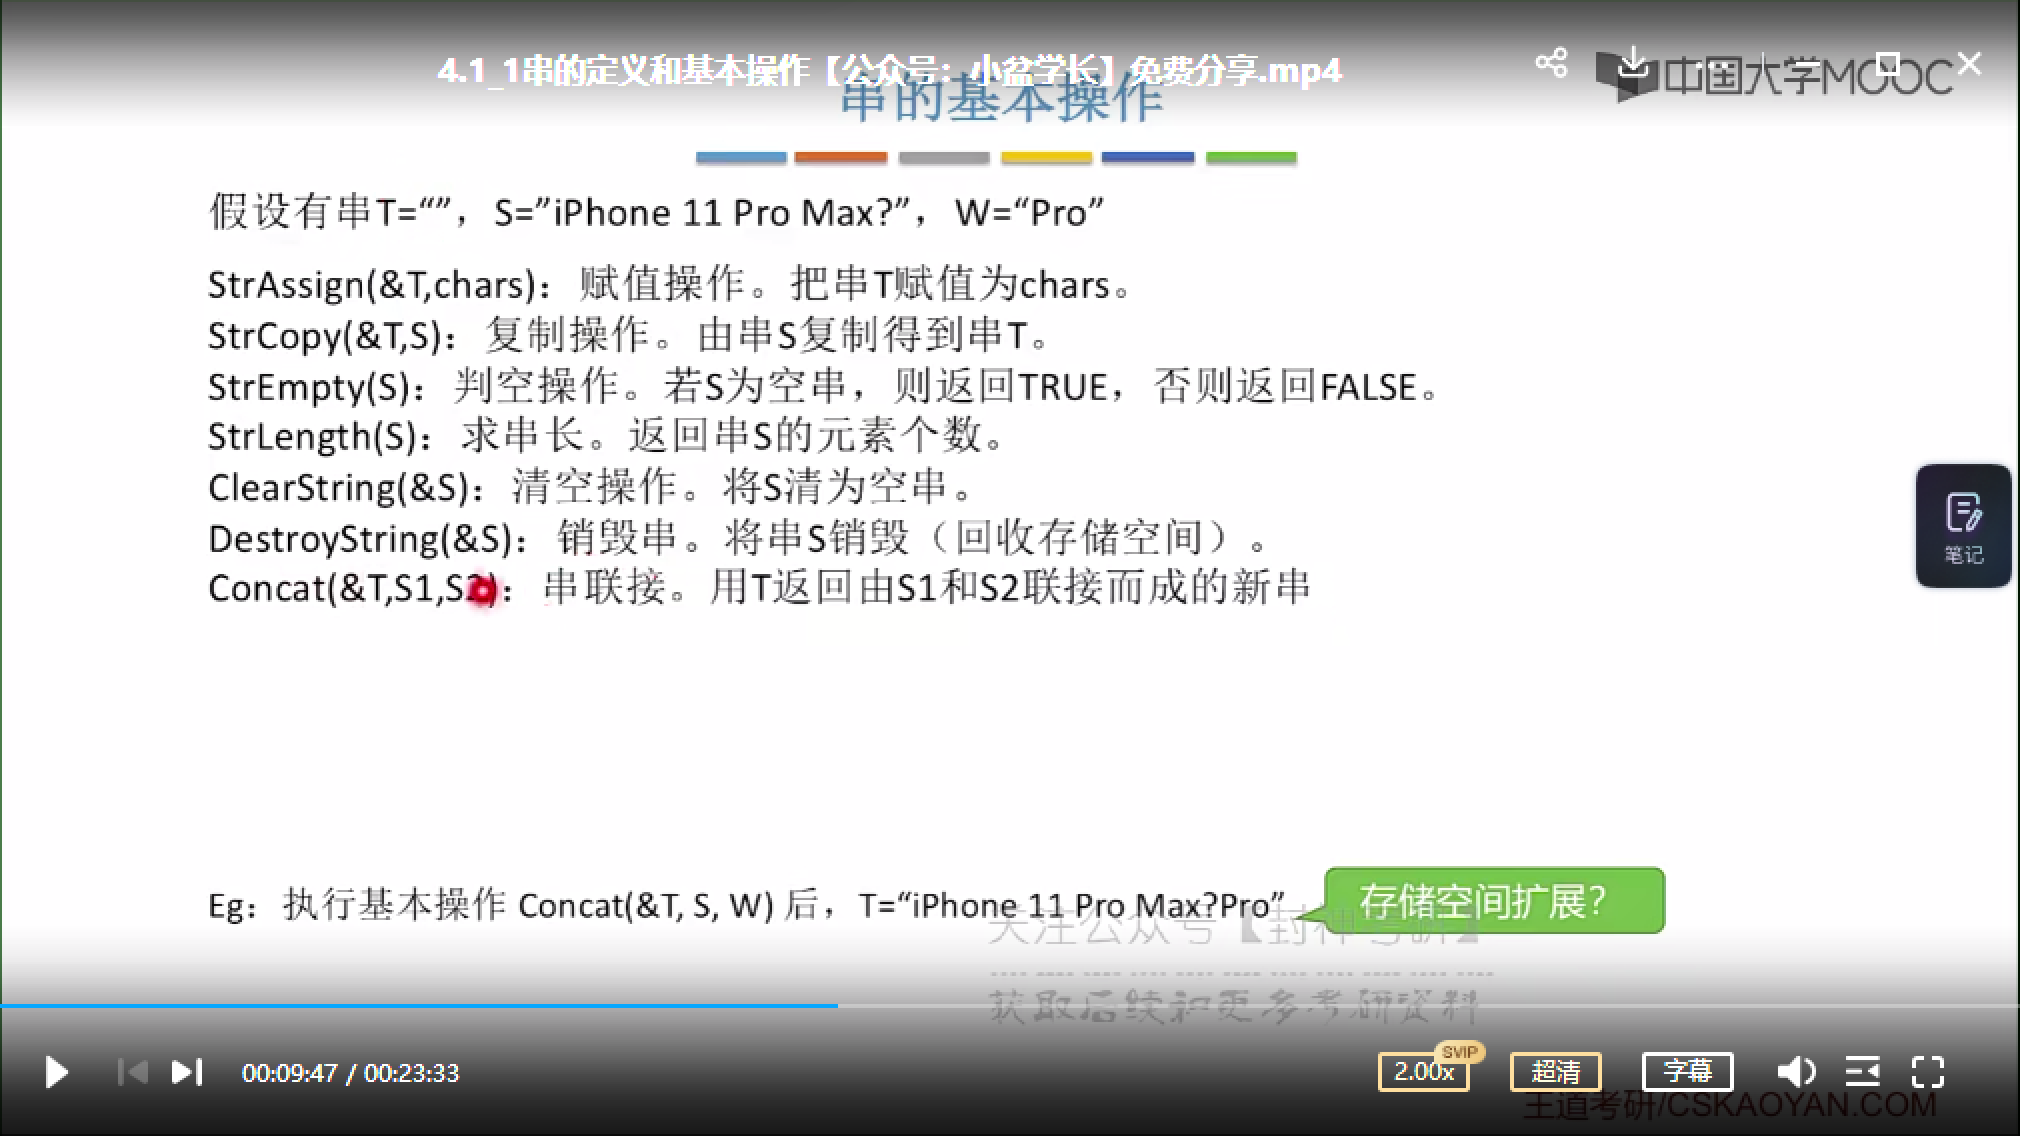 4.1_1串的定义和基本操作【公众号：小盆学长】免费分享.mp4
中国大学MOOC
串的基本操作
假设有串T=“”，S=”iPhone 11 Pro Max?”，W=“Pro”
StrAssign(&T,chars)：赋值操作。把串T赋值为chars。
StrCopy(&T,S)：复制操作。由串S复制得到串T。
StrEmpty(S)：判空操作。若S为空串，则返回TRUE，否则返回FALSE。
StrLength(S)：求串长。返回串S的元素个数。
ClearString(&S)：清空操作。将S清为空串。
DestroyString(&S)：销毁串。将串S销毁（回收存储空间）。
Concat(&T,S1,S2)：串联接。用T返回由S1和S2联接而成的新串
笔记
Eg：执行基本操作 Concat(&T, S, W) 后，T=“iPhone 11 Pro Max?Pro”
存储空间扩展？
关注公众号【封神考研】
获取后续和更多考研资料
00:09:47 / 00:23:33
2.00x
SVIP
超清
字幕
王道考研/CSKAOYAN.COM